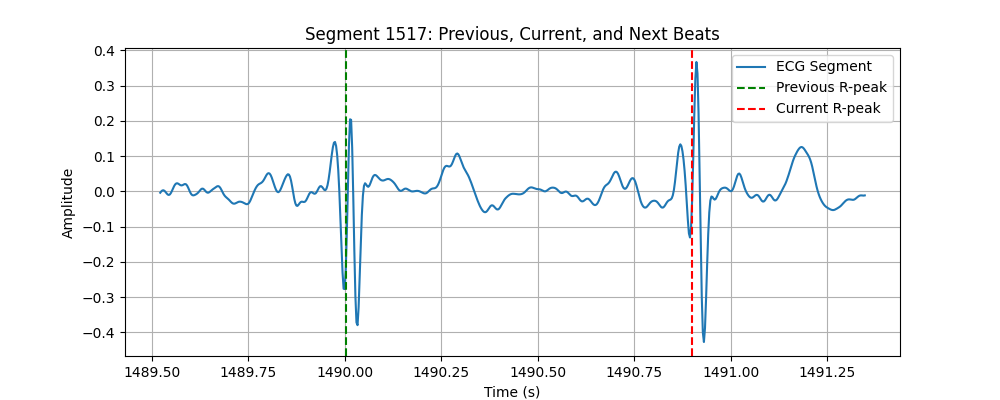 Segment 1517: Previous, Current, and Next Beats
ECG Segment
Previous R-peak
Current R-peak
Amplitude
0.4
0.3
0.2
0.1
0.0
−0.1
−0.2
−0.3
−0.4
1489.50 1489.75 1490.00 1490.25 1490.50 1490.75 1491.00 1491.25
Time (s)